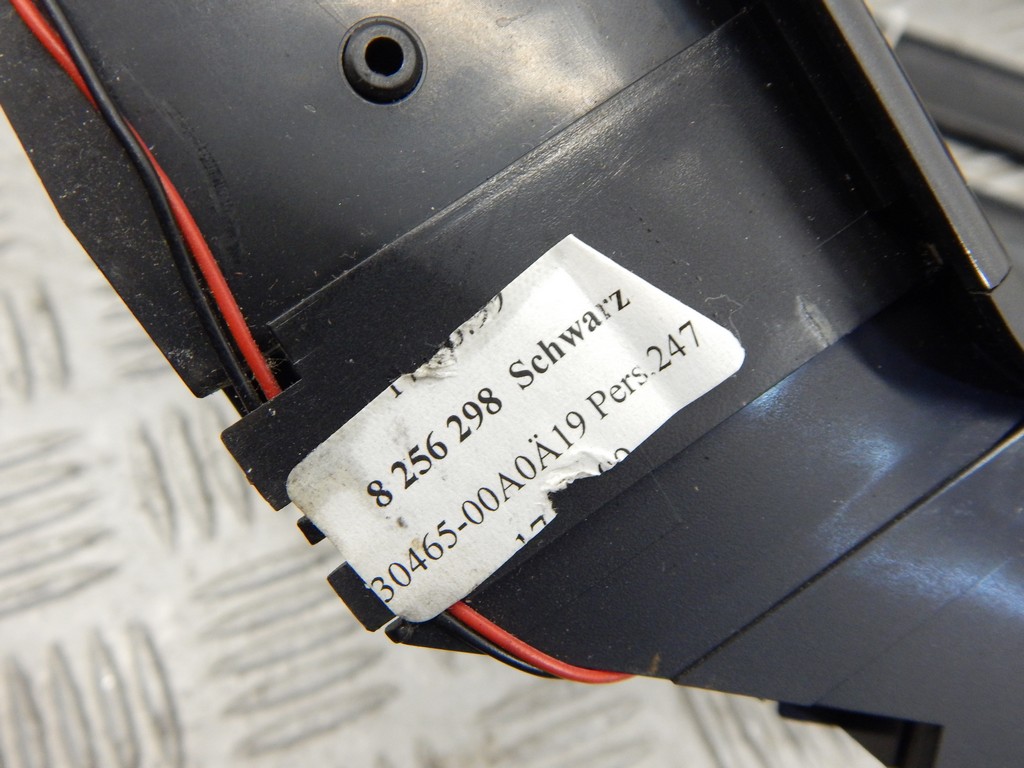 8 256 298 Schwarz
30465-00A0Ä19 Pers.247